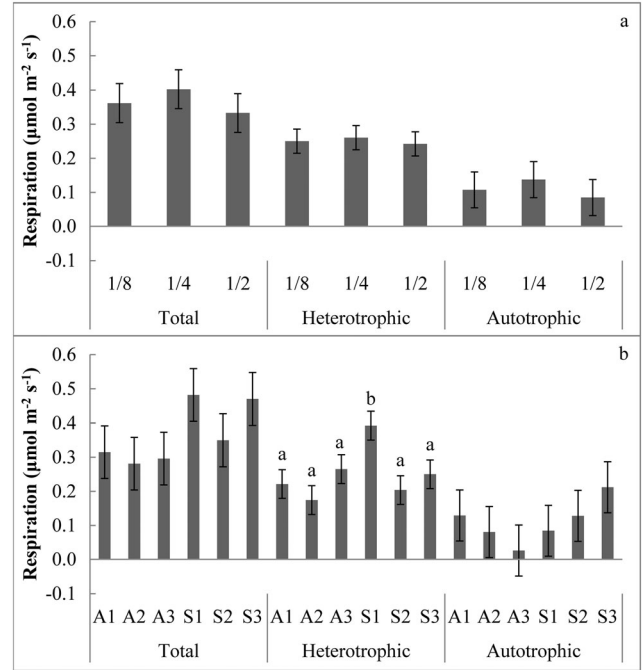 a
Respiration (µmol m⁻² s⁻¹)
0.6
0.5
0.4
0.3
0.2
0.1
0.0
-0.1
1/8 1/4 1/2 1/8 1/4 1/2 1/8 1/4 1/2
Total Heterotrophic Autotrophic
b
Respiration (µmol m⁻² s⁻¹)
0.6
0.5
0.4
0.3
0.2
0.1
0.0
-0.1
a a a b a a
A1 A2 A3 S1 S2 S3 A1 A2 A3 S1 S2 S3 A1 A2 A3 S1 S2 S3
Total Heterotrophic Autotrophic